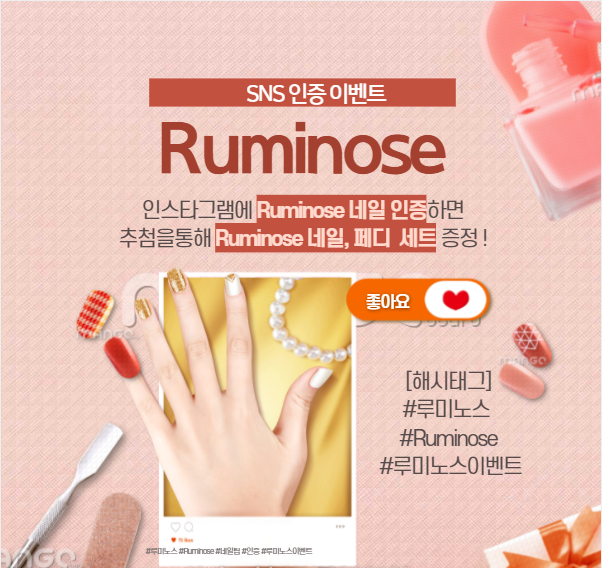 SNS 인증 이벤트
Ruminose
인스타그램에 Ruminose 네일 인증하면
추첨을통해 Ruminose 네일, 페디 세트 증정 !
좋아요
[해시태그]
#루미노스
#Ruminose
#루미노스이벤트
likes
#루미노스 #Ruminose #네일팁 #인증 #루미노스이벤트